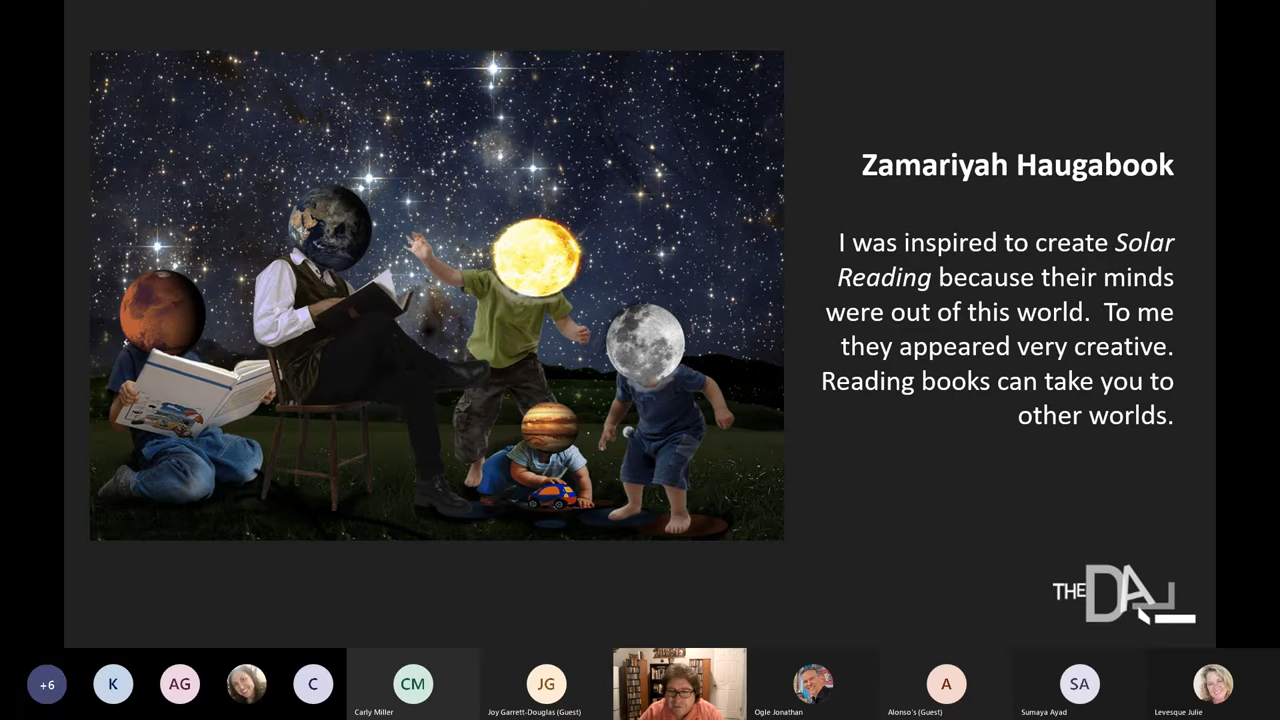 Zamariyah Haugabook
I was inspired to create Solar
Reading because their minds
were out of this world.  To me
they appeared very creative.
Reading books can take you to
other worlds.
THE DAL
+6
K
AG
C
CM
Carly Miller
JG
Joy Garrett-Douglas (Guest)
Ogle Jonathan
A
Alonso's (Guest)
SA
Sumaya Ayad
Levesque Julie